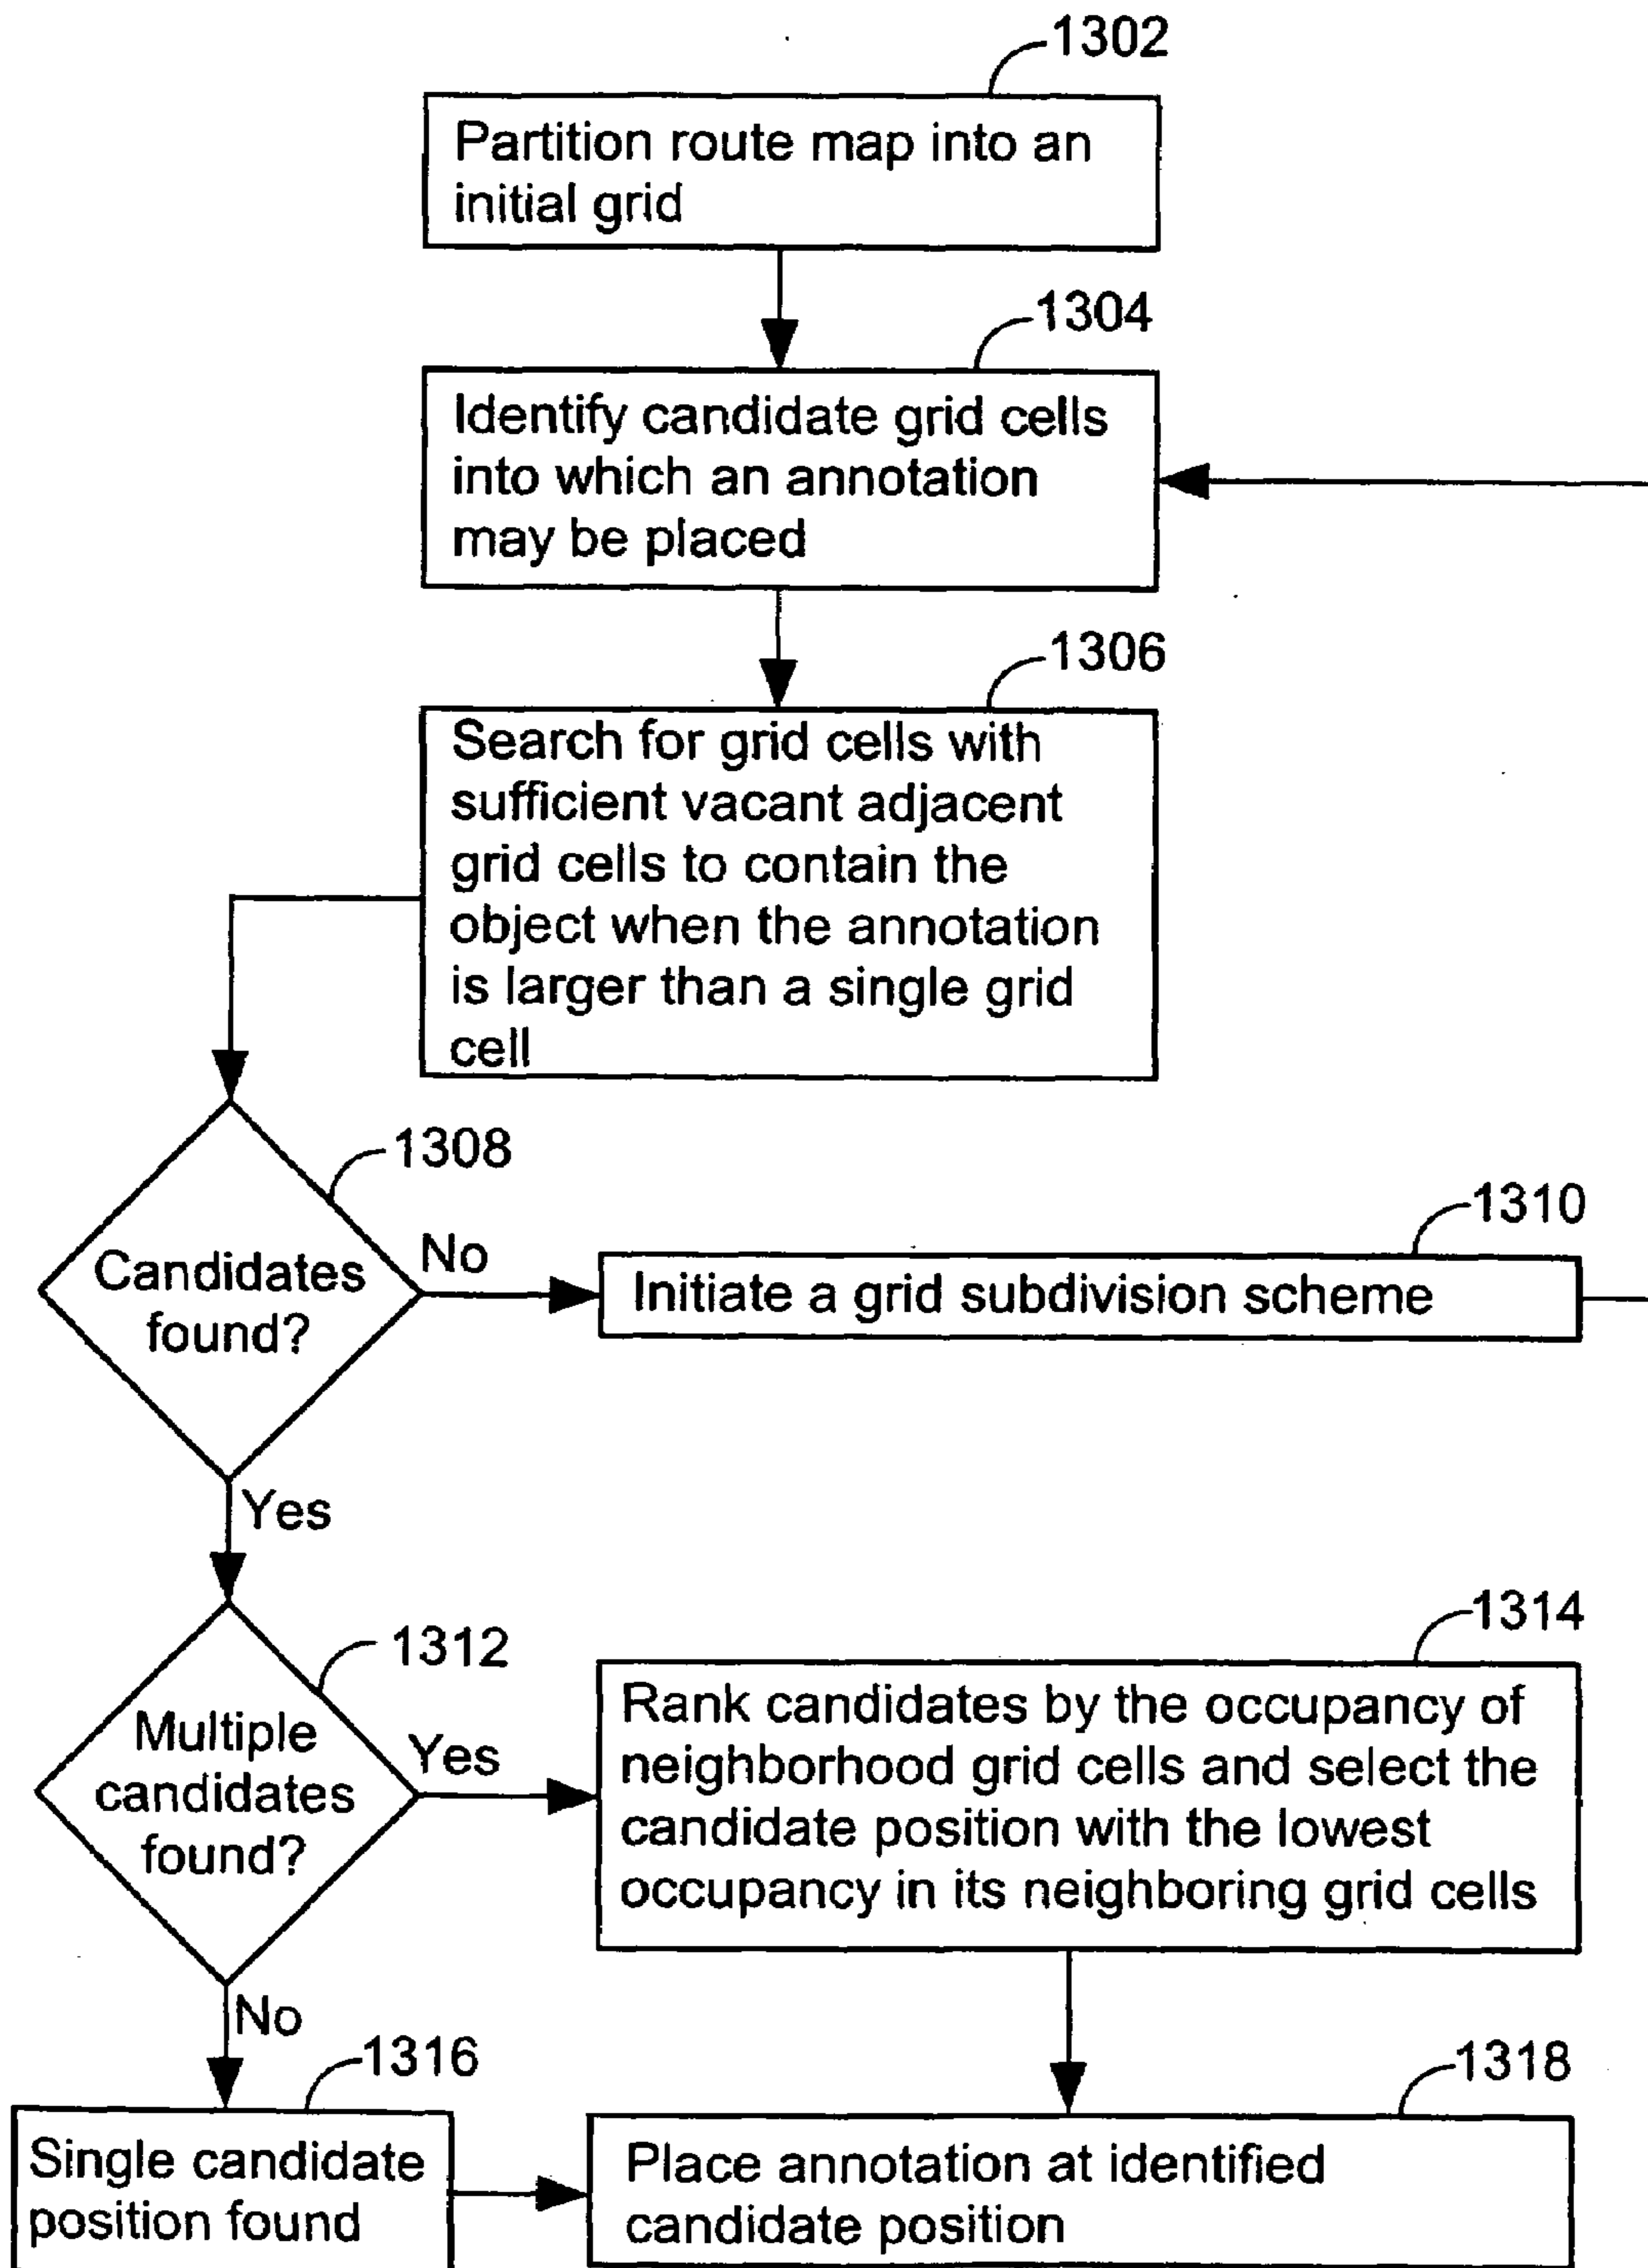 1302
Partition route map into an
initial grid
1304
Identify candidate grid cells
into which an annotation
may be placed
1306
Search for grid cells with
sufficient vacant adjacent
grid cells to contain the
object when the annotation
is larger than a single grid
cell
1308
Candidates
found?
No
1310
Initiate a grid subdivision scheme
Yes
1312
Multiple
candidates
found?
Yes
1314
Rank candidates by the occupancy of
neighborhood grid cells and select the
candidate position with the lowest
occupancy in its neighboring grid cells
No
1316
Single candidate
position found
1318
Place annotation at identified
candidate position